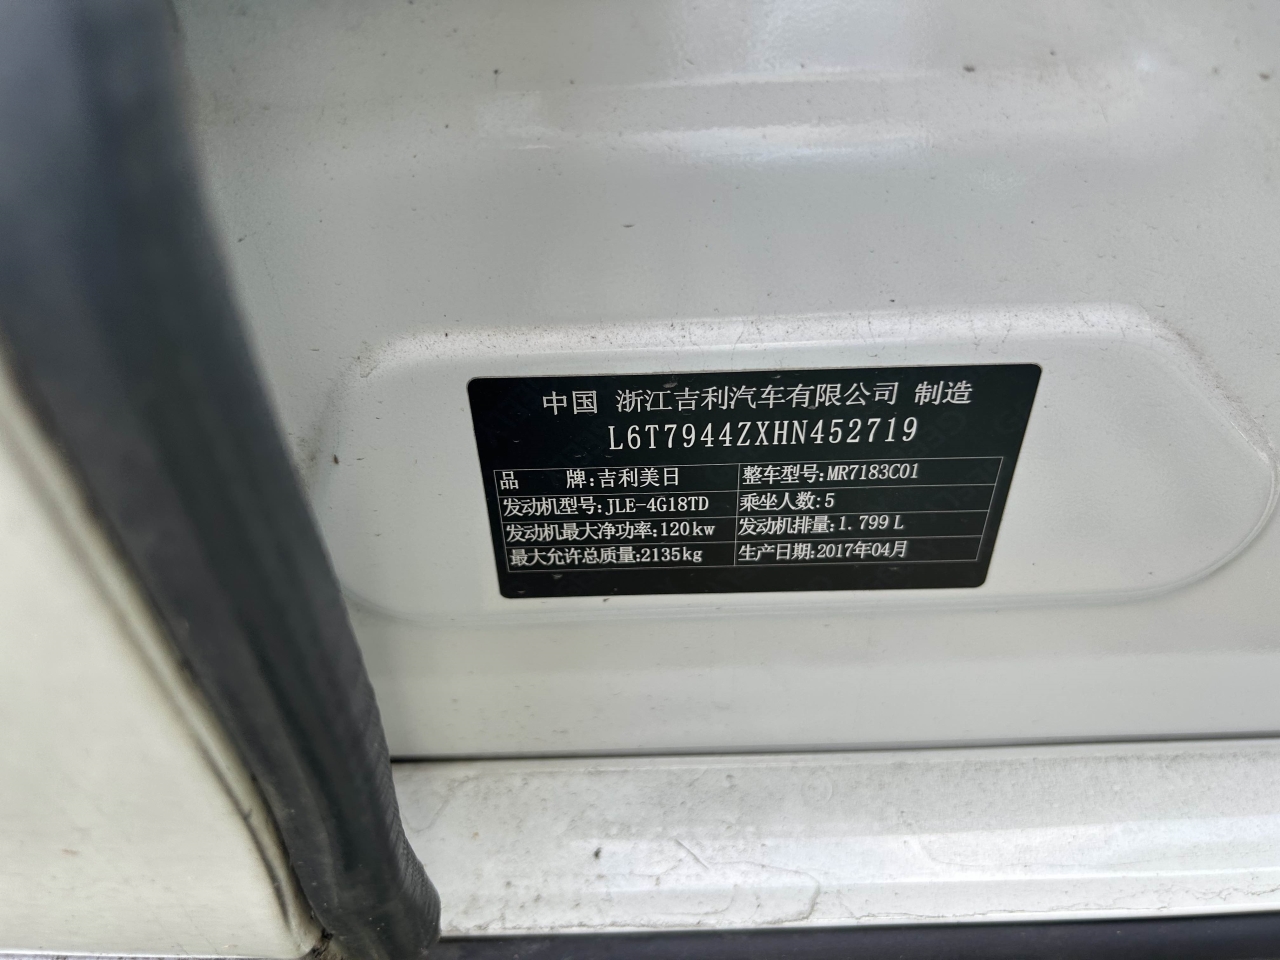 中国 浙江吉利汽车有限公司 制造
L6T7944ZXHN452719
品 牌:吉利美日 整车型号:MR7183C01
发动机型号:JLE-4G18TD 乘坐人数:5
发动机最大净功率:120kw 发动机排量:1.799L
最大允许总质量:2135kg 生产日期:2017年04月